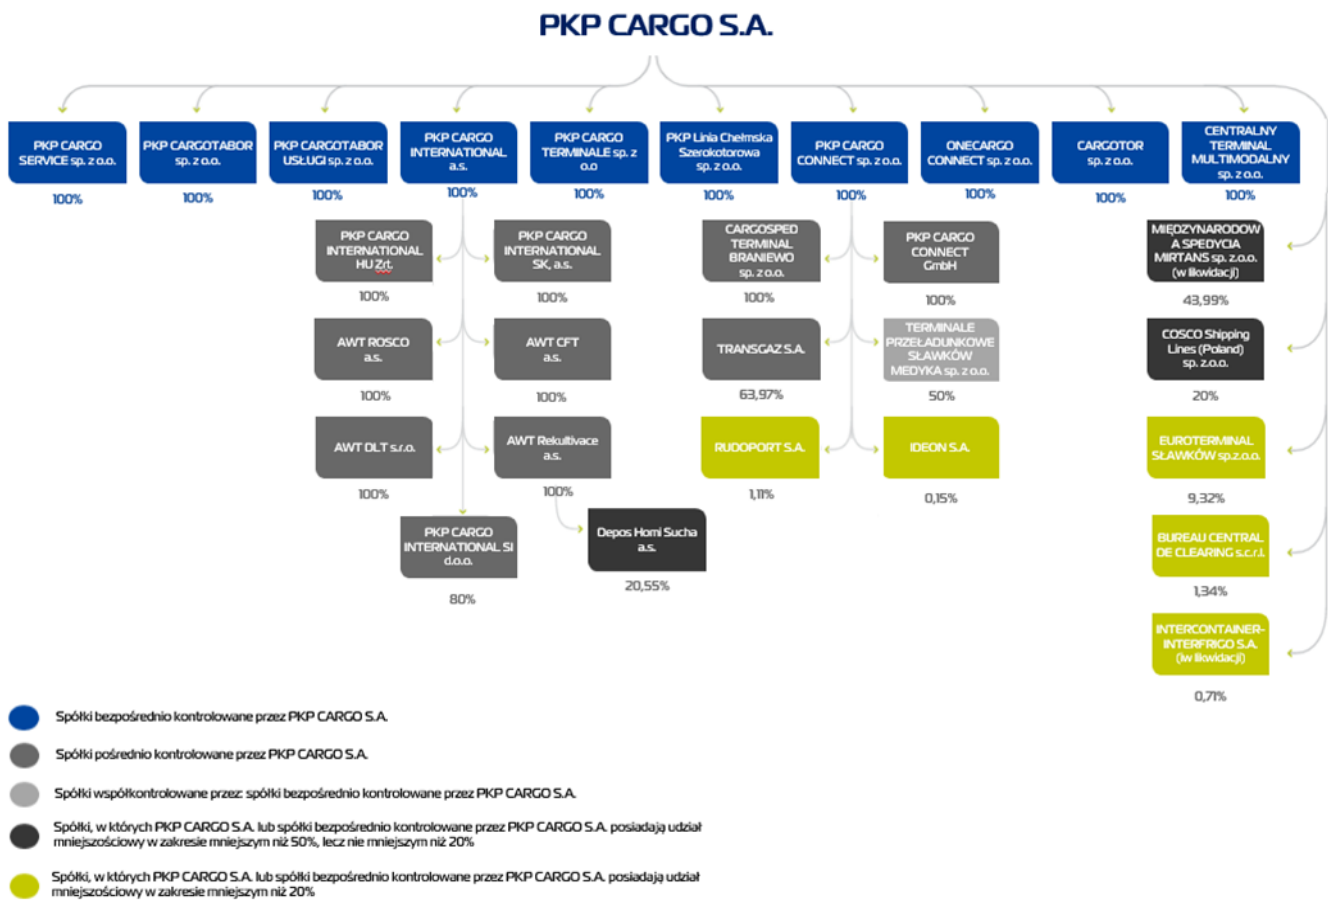 PKP CARGO S.A.
PKP CARGO
SERVICE sp. z o.o.
100%
PKP CARGOTABOR
sp. z o.o.
100%
PKP CARGOTABOR
USŁUGI sp. z o.o.
100%
PKP CARGO
INTERNATIONAL
a.s.
100%
PKP CARGO
TERMINALE sp. z
o.o
100%
PKP Linia Chełmska
Szerokotorowa
sp. z o.o.
100%
PKP CARGO
CONNECT sp. z o.o.
100%
ONECARGO
CONNECT sp. z o.o.
100%
CARGOTOR
sp. z o.o.
100%
CENTRALNY
TERMINAL
MULTIMODALNY
sp. z o.o.
100%
PKP CARGO
INTERNATIONAL
HU Zrt.
100%
PKP CARGO
INTERNATIONAL
SK, a.s.
100%
CARGOSPED
TERMINAL
BRANIEWO
sp. z o.o.
100%
PKP CARGO
CONNECT
GmbH
100%
MIĘDZYNARODOW
A SPEDYCJA
MIRTANS sp. z.o.o.
(w likwidacji)
43,99%
AWT ROSCO
a.s.
100%
AWT CFT
a.s.
100%
TRANSGAZ S.A.
63,97%
TERMINALE
PRZEŁADUNKOWE
SŁAWKÓW
MEDYKA sp. z o.o.
50%
COSCO Shipping
Lines (Poland)
sp. z.o.o.
20%
AWT DLT s.r.o.
100%
AWT Rekultivace
a.s.
100%
RUDOPORT S.A.
1,11%
IDEON S.A.
0,15%
EUROTERMINAL
SŁAWKÓW sp.z.o.o.
9,32%
PKP CARGO
INTERNATIONAL SI
d.o.o.
80%
Depos Horni Sucha
a.s.
20,55%
BUREAU CENTRAL
DE CLEARING s.c.r.l.
1,34%
INTERCONTAINER-
INTERFRIGO S.A.
(iw likwidacji)
0,71%
Spółki bezpośrednio kontrolowane przez PKP CARGO S.A.
Spółki pośrednio kontrolowane przez PKP CARGO S.A.
Spółki współkontrolowane przez: spółki bezpośrednio kontrolowane przez PKP CARGO S.A.
Spółki, w których PKP CARGO S.A. lub spółki bezpośrednio kontrolowane przez PKP CARGO S.A. posiadają udział
mniejszościowy w zakresie mniejszym niż 50%, lecz nie mniejszym niż 20%
Spółki, w których PKP CARGO S.A. lub spółki bezpośrednio kontrolowane przez PKP CARGO S.A. posiadają udział
mniejszościowy w zakresie mniejszym niż 20%